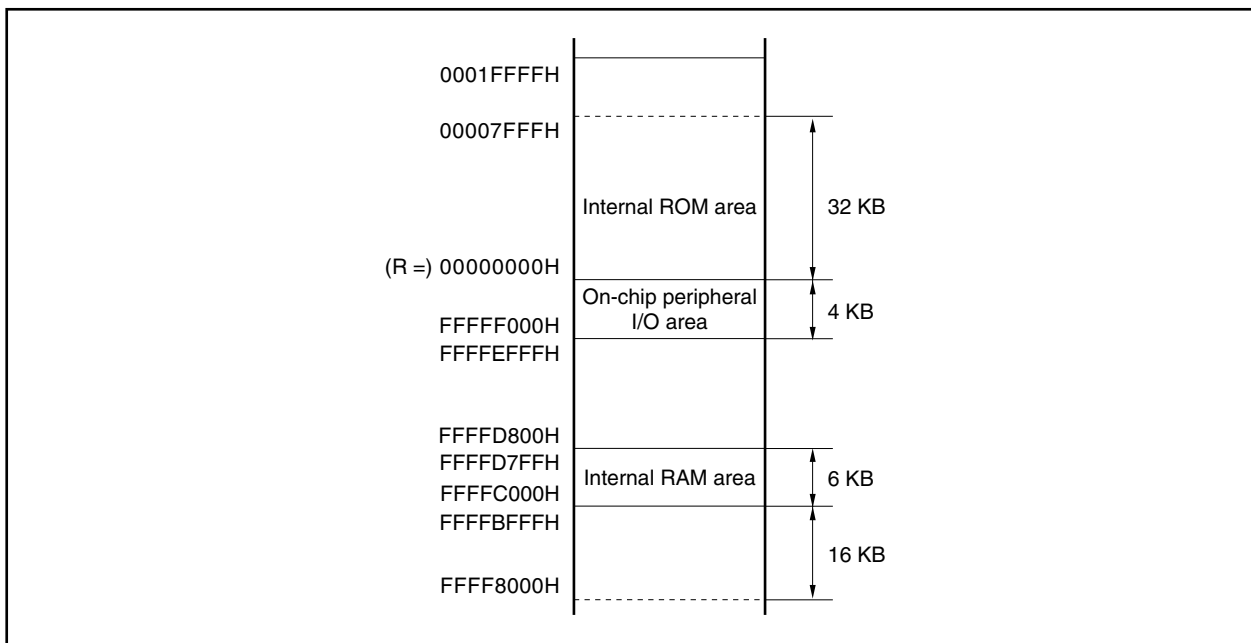 0001FFFFH
00007FFFH
Internal ROM area
32 KB
(R =) 00000000H
On-chip peripheral
I/O area
4 KB
FFFFF000H
FFFFEFFFH
FFFFD800H
FFFFD7FFH
Internal RAM area
6 KB
FFFFC000H
FFFFBFFFH
16 KB
FFFF8000H